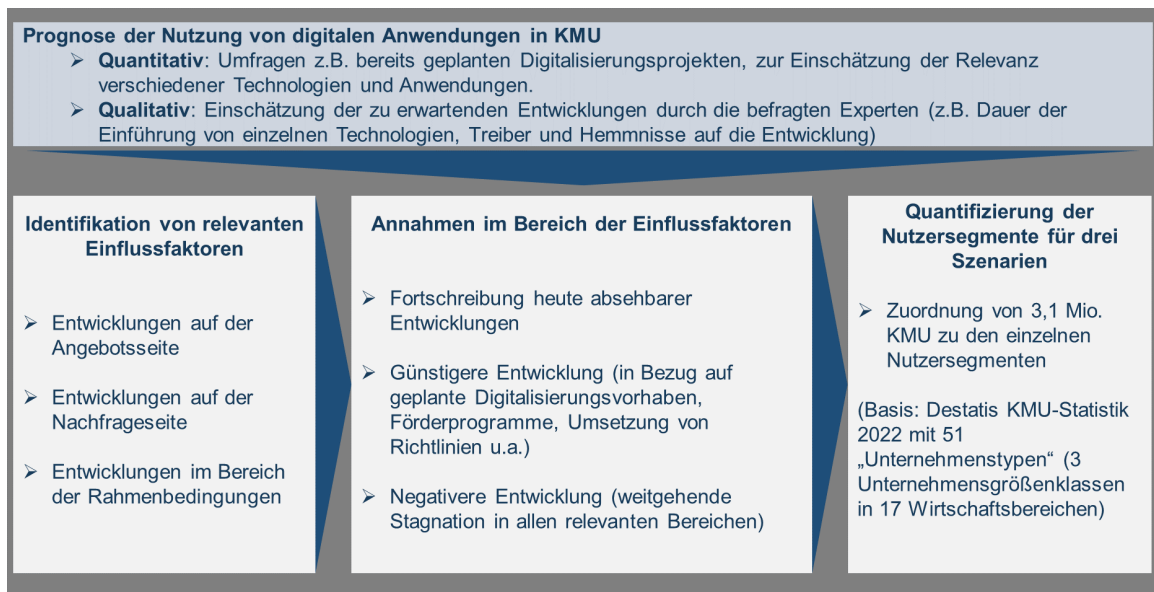 Prognose der Nutzung von digitalen Anwendungen in KMU
➢ Quantitativ: Umfragen z.B. bereits geplanten Digitalisierungsprojekten, zur Einschätzung der Relevanz
verschiedener Technologien und Anwendungen.
➢ Qualitativ: Einschätzung der zu erwartenden Entwicklungen durch die befragten Experten (z.B. Dauer der
Einführung von einzelnen Technologien, Treiber und Hemmnisse auf die Entwicklung)
Identifikation von relevanten
Einflussfaktoren
➢ Entwicklungen auf der
Angebotsseite
➢ Entwicklungen auf der
Nachfrageseite
➢ Entwicklungen im Bereich
der Rahmenbedingungen
Annahmen im Bereich der Einflussfaktoren
➢ Fortschreibung heute absehbarer
Entwicklungen
➢ Günstigere Entwicklung (in Bezug auf
geplante Digitalisierungsvorhaben,
Förderprogramme, Umsetzung von
Richtlinien u.a.)
➢ Negativere Entwicklung (weitgehende
Stagnation in allen relevanten Bereichen)
Quantifizierung der
Nutzersegmente für drei
Szenarien
➢ Zuordnung von 3,1 Mio.
KMU zu den einzelnen
Nutzersegmenten
(Basis: Destatis KMU-Statistik
2022 mit 51
„Unternehmenstypen“ (3
Unternehmensgrößenklassen
in 17 Wirtschaftsbereichen)